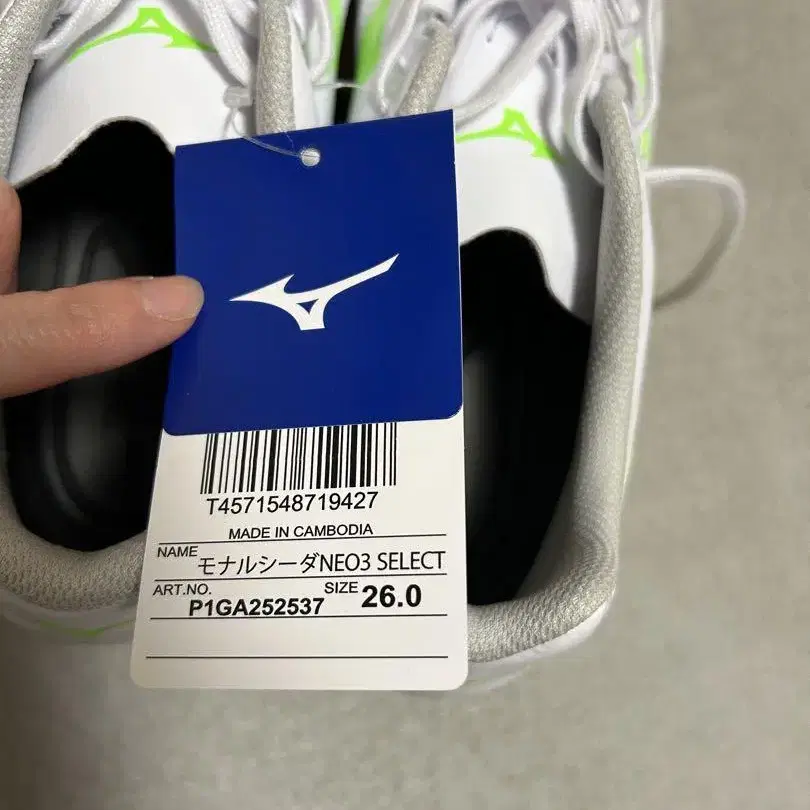 T4571548719427
MADE IN CAMBODIA
NAME モナルシーダNEO3 SELECT
ART.NO. P1GA252537 SIZE 26.0